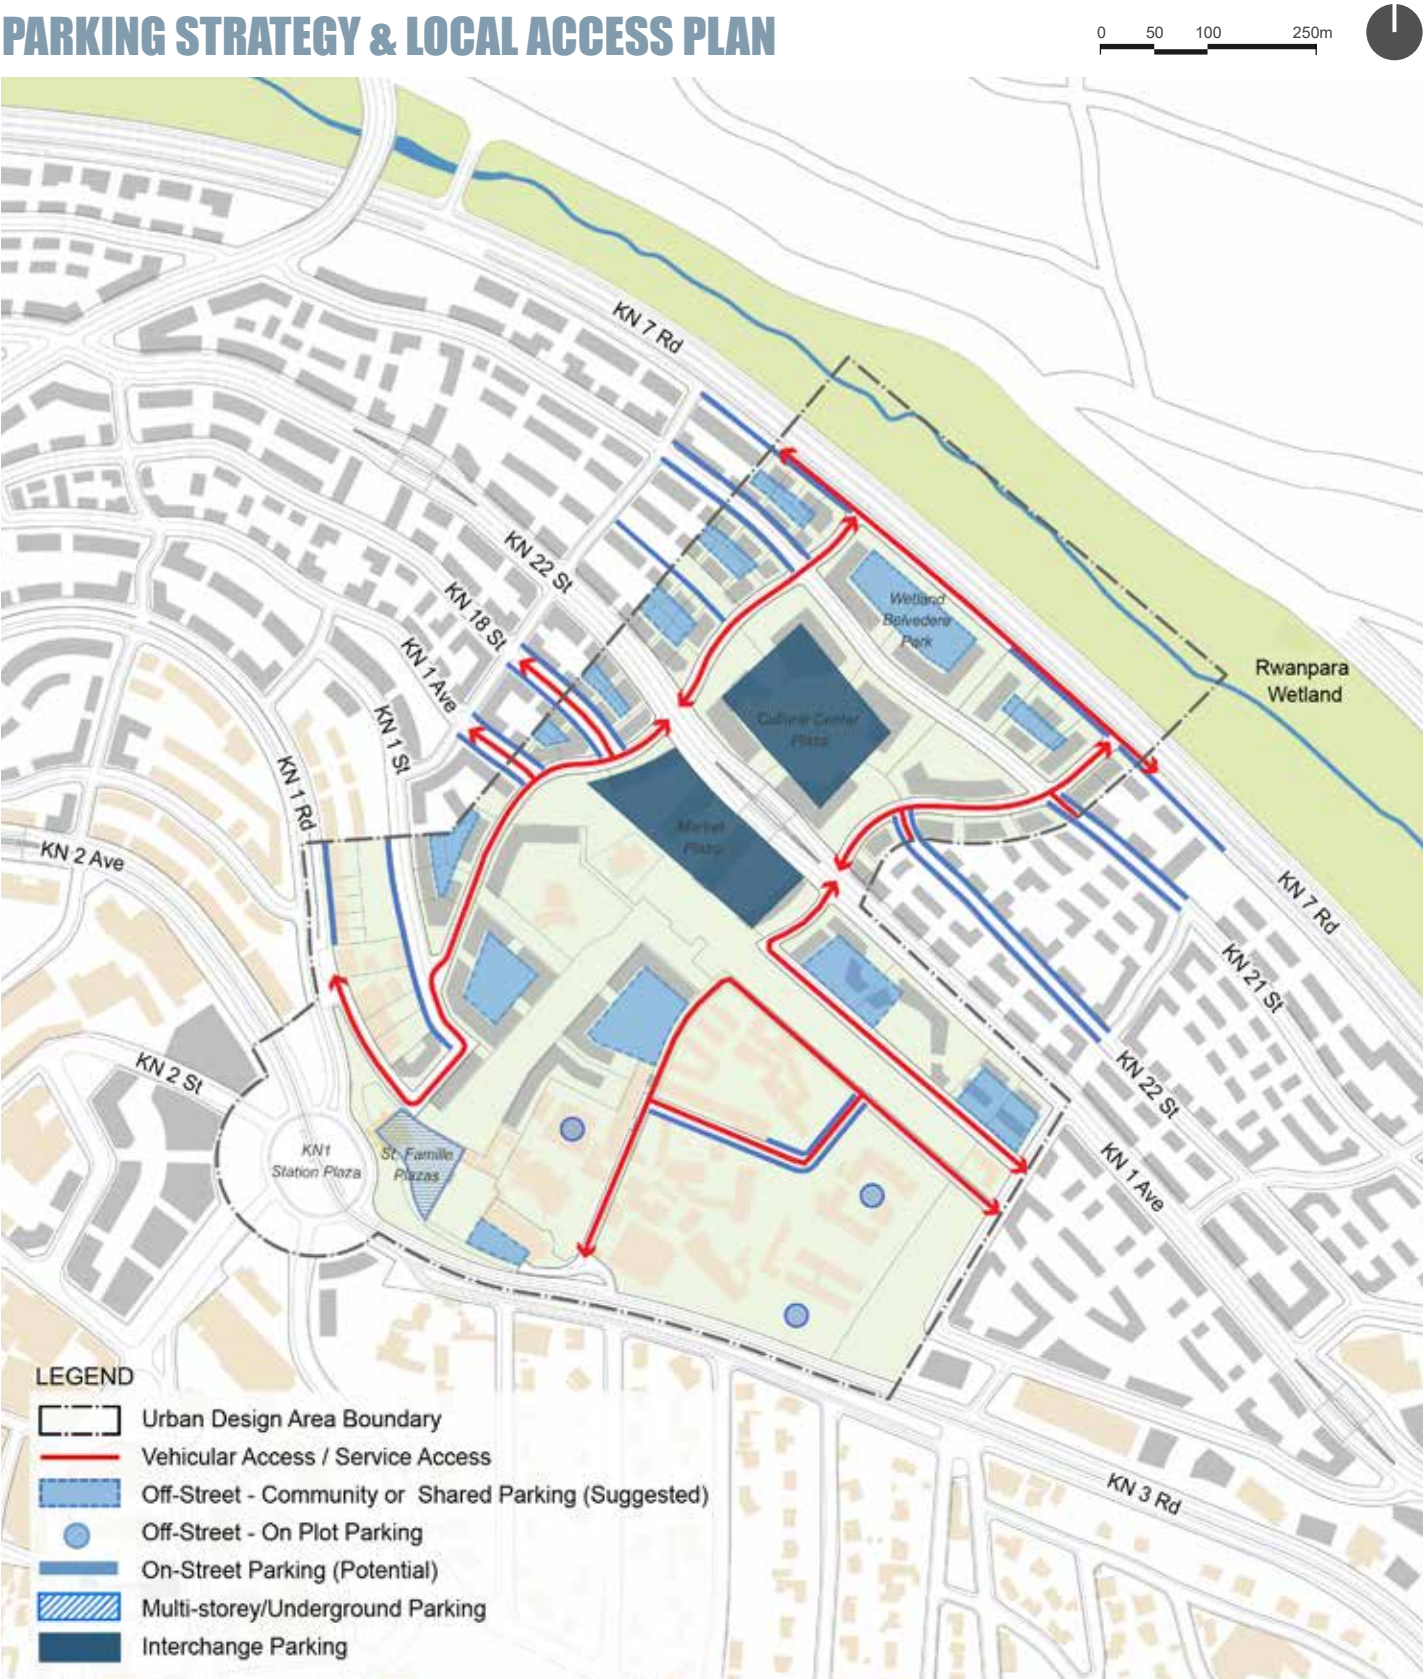 PARKING STRATEGY & LOCAL ACCESS PLAN
0 50 100 250m
KN 7 Rd
KN 22 St
KN 18 St
KN 1 Ave
KN 1 St
KN 1 Rd
KN 2 Ave
KN 2 St
Wetland
Belvedere
Park
Rwanpara
Wetland
Cultural Center
Plaza
Market
Plaza
KN 7 Rd
KN 21 St
KN 22 St
KN 1 Ave
KN1
Station Plaza
St. Famille
Plazas
KN 3 Rd
LEGEND
Urban Design Area Boundary
Vehicular Access / Service Access
Off-Street - Community or Shared Parking (Suggested)
Off-Street - On Plot Parking
On-Street Parking (Potential)
Multi-storey/Underground Parking
Interchange Parking